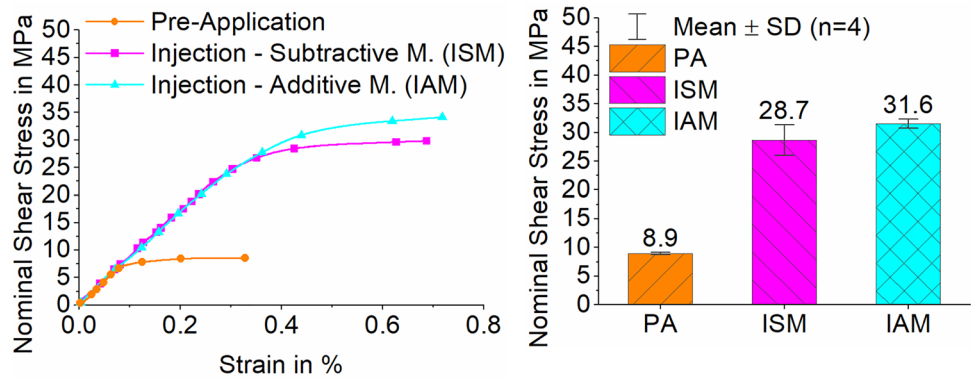 Nominal Shear Stress in MPa
50
45
40
35
30
25
20
15
10
5
0
Pre-Application
Injection - Subtractive M. (ISM)
Injection - Additive M. (IAM)
0.0 0.2 0.4 0.6 0.8
Strain in %
Nominal Shear Stress in MPa
50
45
40
35
30
25
20
15
10
5
0
Mean ± SD (n=4)
PA
ISM
IAM
8.9
28.7
31.6
PA ISM IAM